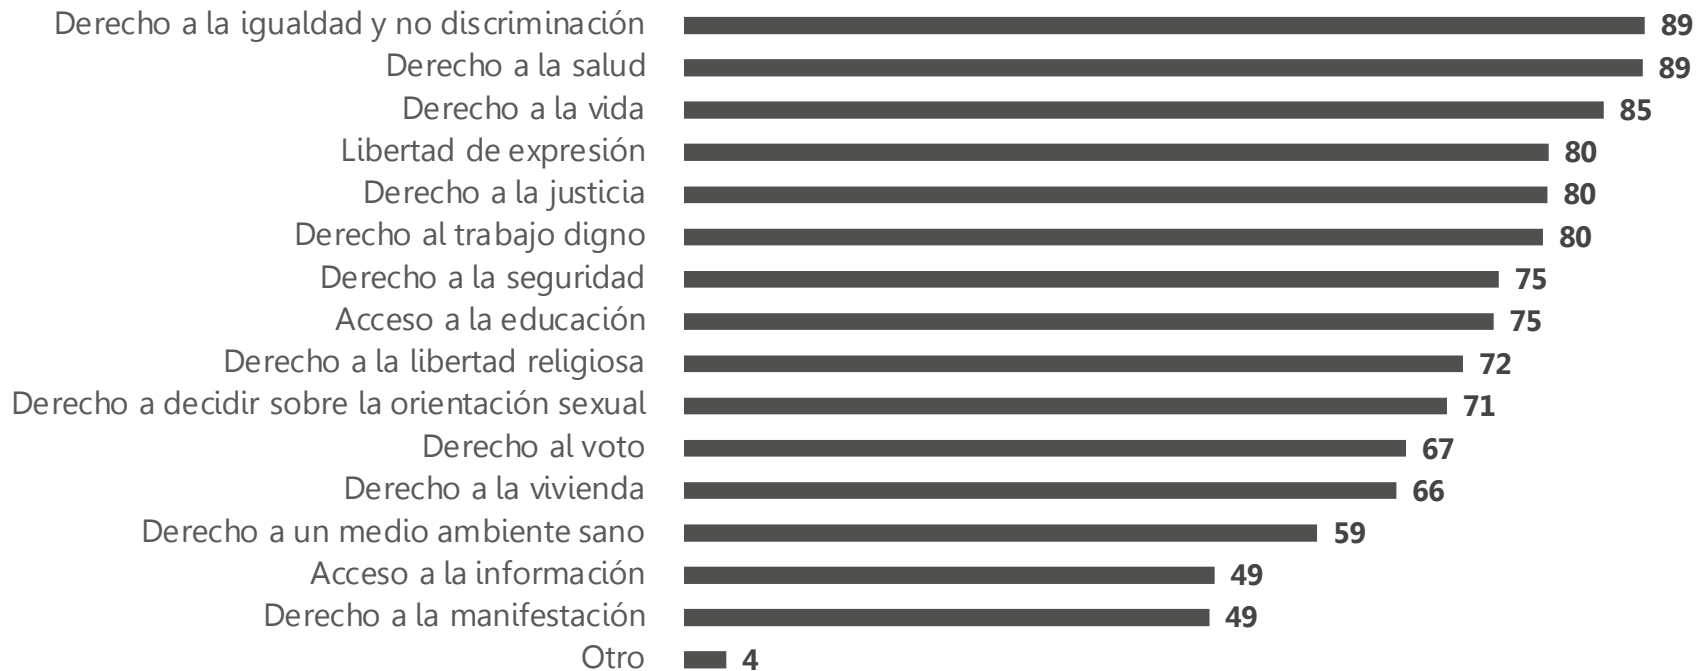 Derecho a la igualdad y no discriminación 89
Derecho a la salud 89
Derecho a la vida 85
Libertad de expresión 80
Derecho a la justicia 80
Derecho al trabajo digno 80
Derecho a la seguridad 75
Acceso a la educación 75
Derecho a la libertad religiosa 72
Derecho a decidir sobre la orientación sexual 71
Derecho al voto 67
Derecho a la vivienda 66
Derecho a un medio ambiente sano 59
Acceso a la información 49
Derecho a la manifestación 49
Otro 4